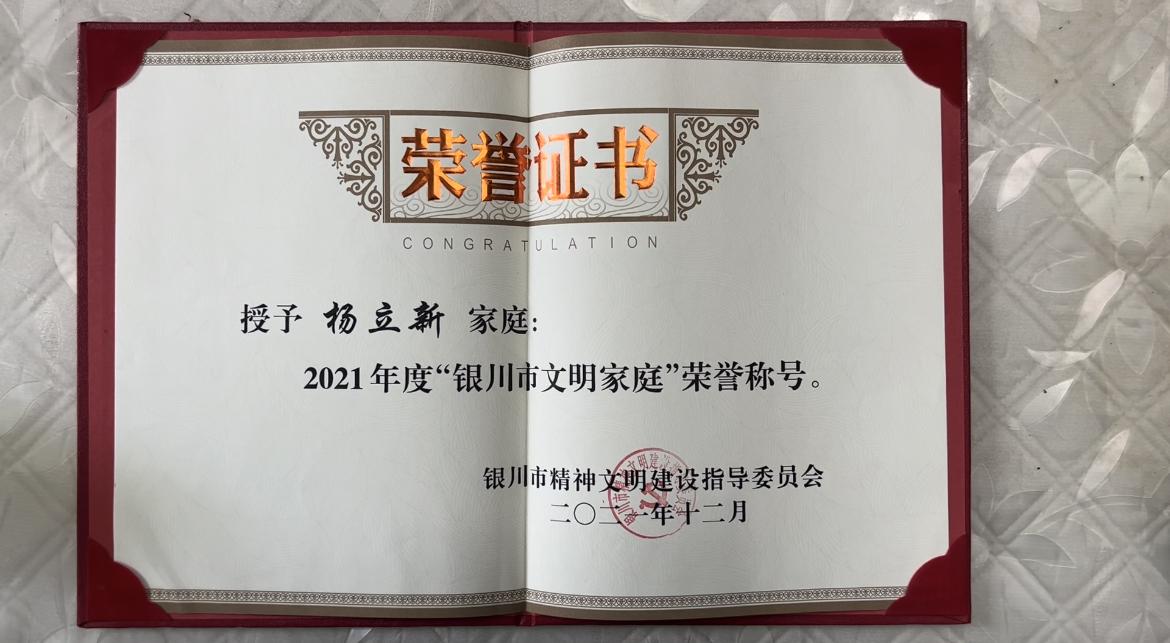 荣誉证书
CONGRATULATION
授予 杨立新 家庭:
2021年度“银川市文明家庭”荣誉称号。
银川市精神文明建设指导委员会
二〇二一年十二月